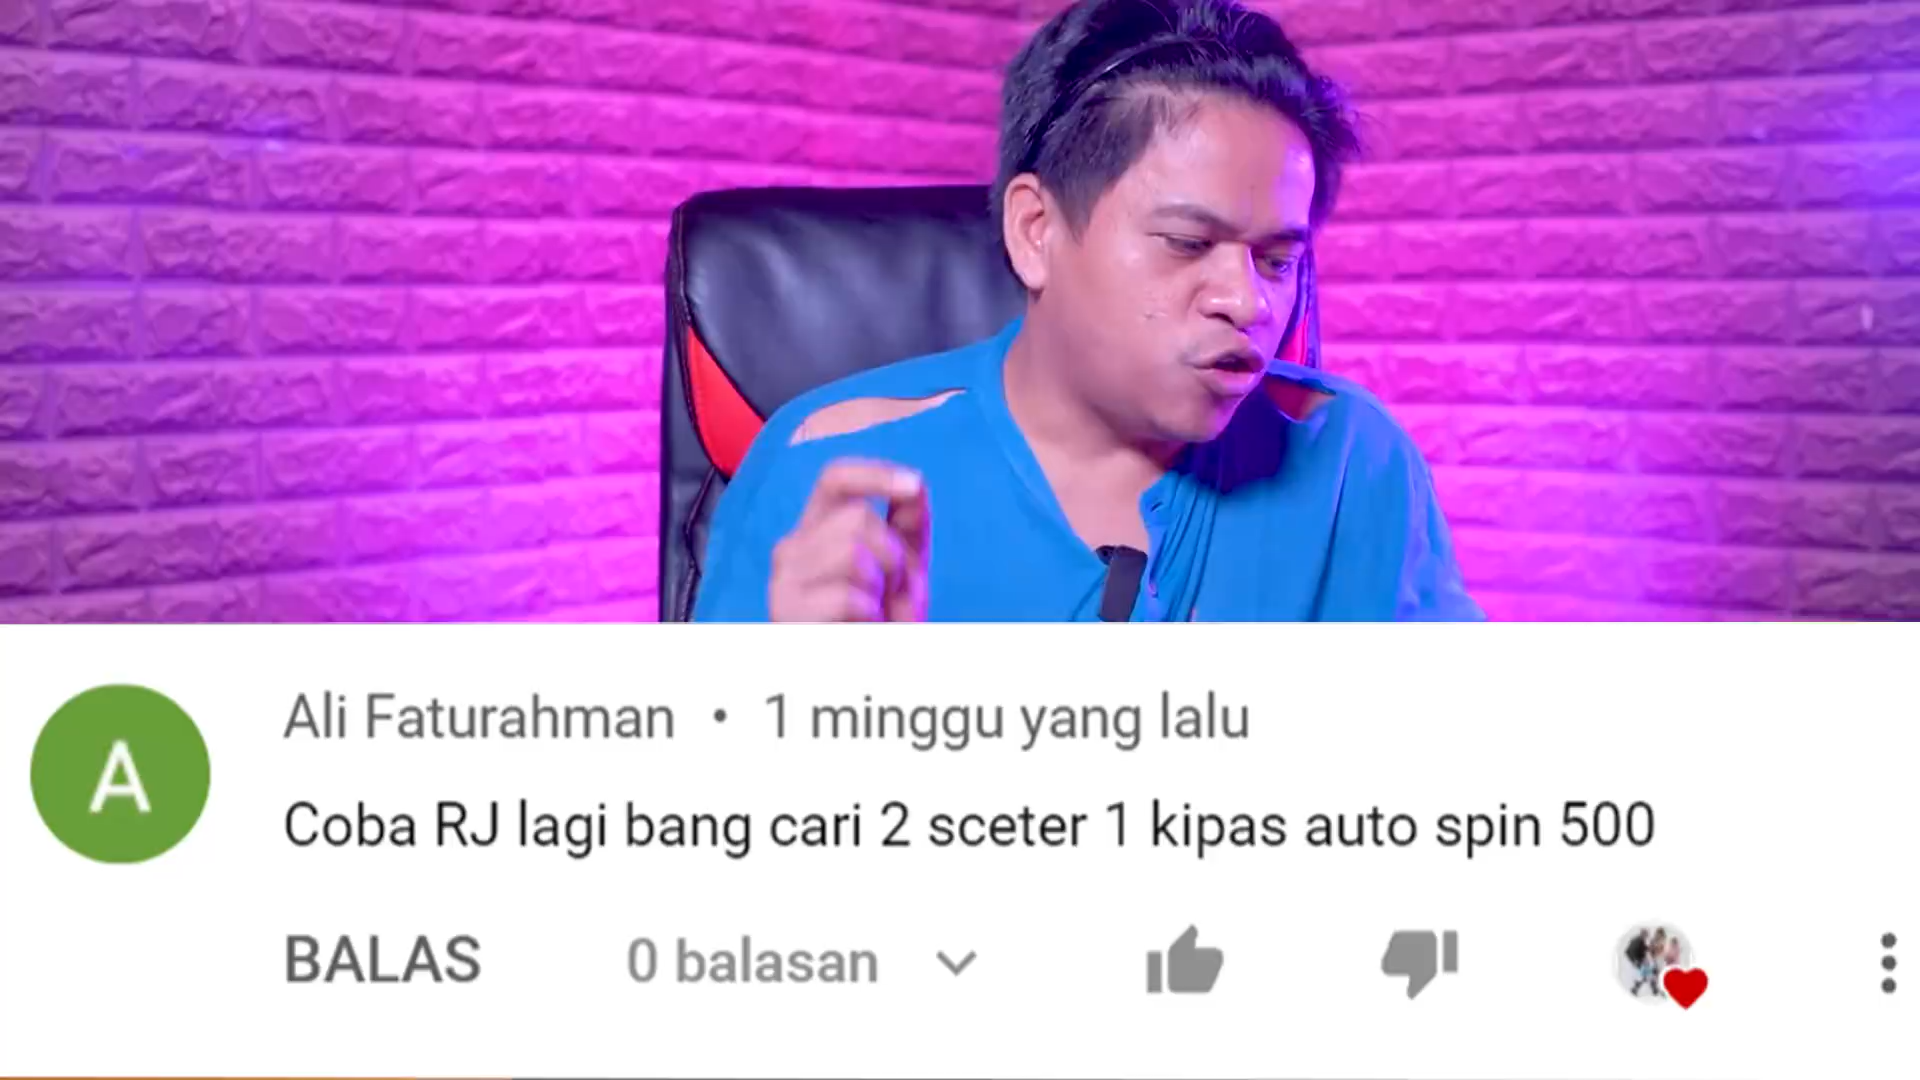 A
Ali Faturahman • 1 minggu yang lalu
Coba RJ lagi bang cari 2 sceter 1 kipas auto spin 500
BALAS 0 balasan